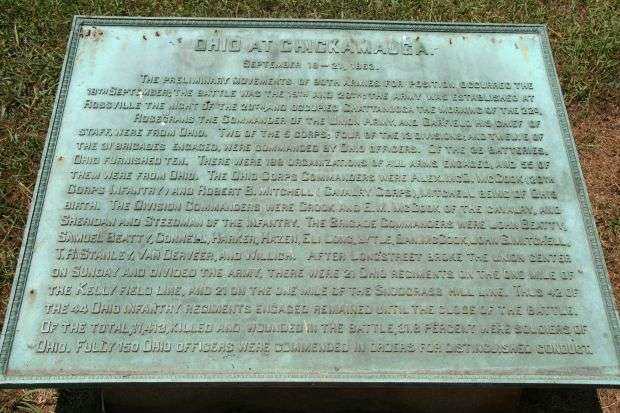 OHIO AT CHICKAMAUGA.
SEPTEMBER 18-21, 1863.
THE PRELIMINARY MOVEMENTS OF BOTH ARMIES FOR POSITION OCCURRED THE
18TH SEPTEMBER; THE BATTLE WAS THE 19TH AND 20TH; THE ARMY WAS ESTABLISHED AT
ROSSVILLE THE NIGHT OF THE 20TH AND OCCUPIED CHATTANOOGA THE MORNING OF THE 22D.
ROSECRANS THE COMMANDER OF THE UNION ARMY, AND GARFIELD HIS CHIEF OF
STAFF, WERE FROM OHIO. TWO OF THE 5 CORPS; FOUR OF THE DIVISIONS AND TWELVE OF
THE 31 BRIGADES ENGAGED, WERE COMMANDED BY OHIO OFFICERS. OF THE BATTERIES,
OHIO FURNISHED TEN. THERE WERE ORGANIZATIONS OF ALL ARMS ENGAGED, AND 55 OF
THEM WERE FROM OHIO. THE OHIO CORPS COMMANDERS WERE ALEX. MCD. MCCOOK (20TH
CORPS INFANTRY) AND ROBERT B. MITCHELL (CAVALRY CORPS), MITCHELL BEING OF OHIO
BIRTH. THE DIVISION COMMANDERS WERE CROOK AND E.M. MCCOOK OF THE CAVALRY, AND
SHERIDAN AND STEEDMAN OF THE INFANTRY. THE BRIGADE COMMANDERS WERE JOHN BEATTY,
SAMUEL BEATTY, CONNELL, HARKER, HAZEN, ELI LONG, LYTLE, DAN. MCCOOK, JOHN G. MITCHELL,
T.R. STANLEY, VAN DERVEER, AND WILLICH. AFTER LONGSTREET BROKE THE UNION CENTER
ON SUNDAY AND DIVIDED THE ARMY, THERE WERE 21 OHIO REGIMENTS ON THE ONE MILE OF
THE KELLY FIELD LINE, AND 21 ON THE ONE MILE OF THE SNODGRASS HILL LINE. THUS 42 OF
THE 44 OHIO INFANTRY REGIMENTS ENGAGED REMAINED UNTIL THE CLOSE OF THE BATTLE.
OF THE TOTAL, 11,413, KILLED AND WOUNDED IN THE BATTLE, 31.8 PERCENT WERE SOLDIERS OF
OHIO. FULLY 150 OHIO OFFICERS WERE COMMENDED IN ORDERS FOR DISTINGUISHED CONDUCT.